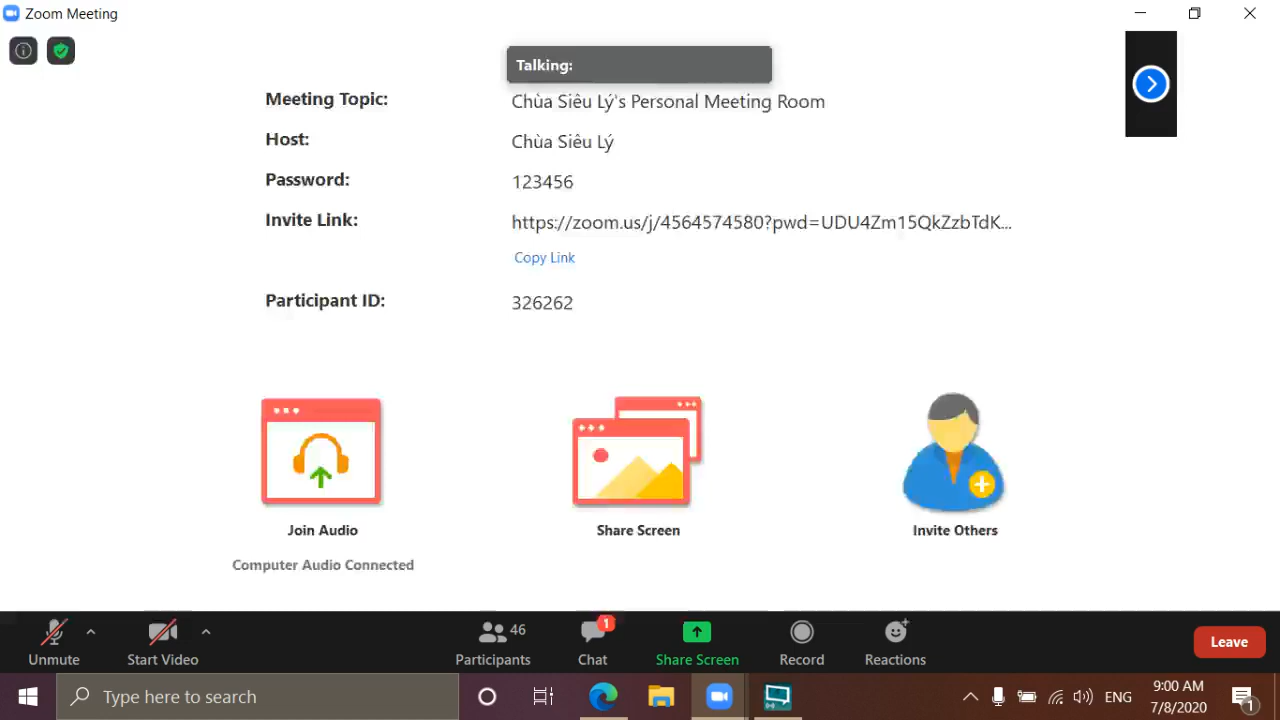 Zoom Meeting
Talking:
Meeting Topic: Chùa Siêu Lý's Personal Meeting Room
Host: Chùa Siêu Lý
Password: 123456
Invite Link: https://zoom.us/j/4564574580?pwd=UDU4Zm15QkZzbTdK...
Copy Link
Participant ID: 326262
Join Audio Share Screen Invite Others
Computer Audio Connected
46 1
Unmute Start Video Participants Chat Share Screen Record Reactions Leave
Type here to search ENG 9:00 AM
7/8/2020 1